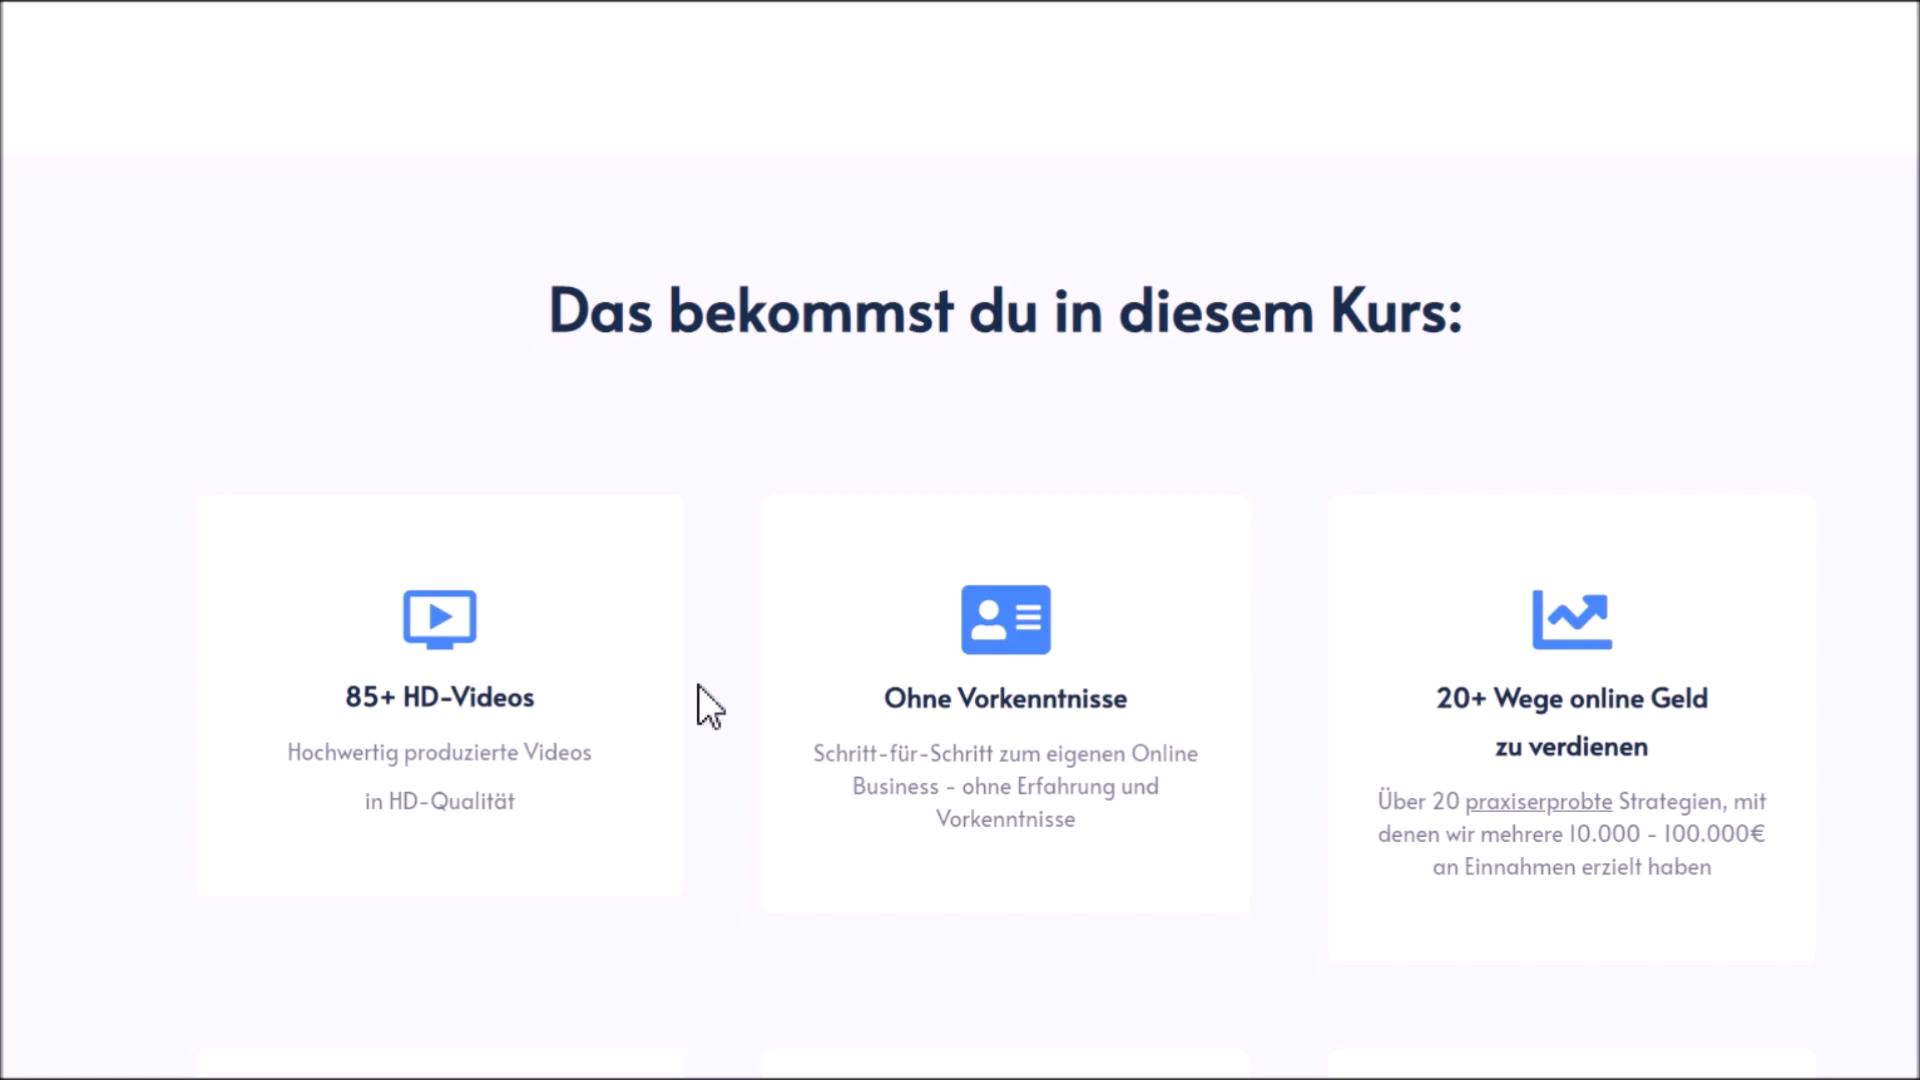 Das bekommst du in diesem Kurs:
85+ HD-Videos
Hochwertig produzierte Videos
in HD-Qualität
Ohne Vorkenntnisse
Schritt-für-Schritt zum eigenen Online
Business - ohne Erfahrung und
Vorkenntnisse
20+ Wege online Geld
zu verdienen
Über 20 praxiserprobte Strategien, mit
denen wir mehrere 10.000 - 100.000€
an Einnahmen erzielt haben